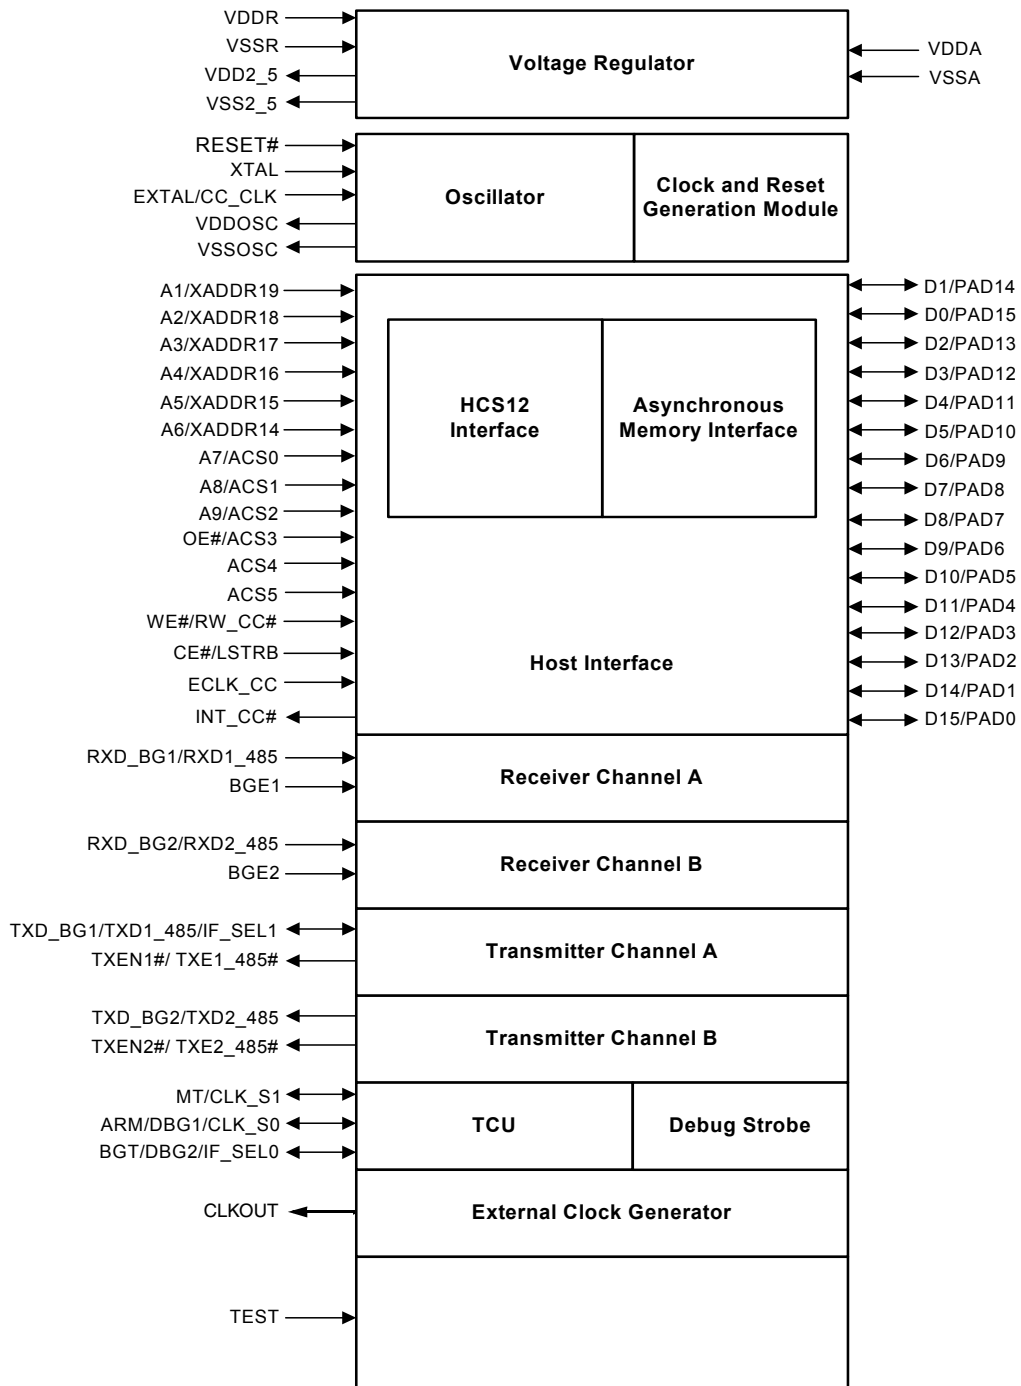 VDDR
VSSR
VDD2_5
VSS2_5
Voltage Regulator
VDDA
VSSA
RESET#
XTAL
EXTAL/CC_CLK
VDDOSC
VSSOSC
Oscillator
Clock and Reset
Generation Module
A1/XADDR19
A2/XADDR18
A3/XADDR17
A4/XADDR16
A5/XADDR15
A6/XADDR14
A7/ACS0
A8/ACS1
A9/ACS2
OE#/ACS3
ACS4
ACS5
WE#/RW_CC#
CE#/LSTRB
ECLK_CC
INT_CC#
HCS12
Interface
Asynchronous
Memory Interface
Host Interface
D1/PAD14
D0/PAD15
D2/PAD13
D3/PAD12
D4/PAD11
D5/PAD10
D6/PAD9
D7/PAD8
D8/PAD7
D9/PAD6
D10/PAD5
D11/PAD4
D12/PAD3
D13/PAD2
D14/PAD1
D15/PAD0
RXD_BG1/RXD1_485
BGE1
Receiver Channel A
RXD_BG2/RXD2_485
BGE2
Receiver Channel B
TXD_BG1/TXD1_485/IF_SEL1
TXEN1#/ TXE1_485#
Transmitter Channel A
TXD_BG2/TXD2_485
TXEN2#/ TXE2_485#
Transmitter Channel B
MT/CLK_S1
ARM/DBG1/CLK_S0
BGT/DBG2/IF_SEL0
TCU
Debug Strobe
CLKOUT
External Clock Generator
TEST